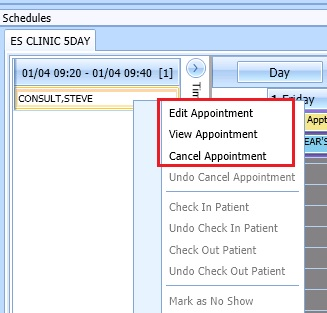 Schedules
ES CLINIC 5DAY
01/04 09:20 - 01/04 09:40 [1]
Day
CONSULT,STEVE
1 Friday
Edit Appointment
Appt
View Appointment
EAR'S
Cancel Appointment
Undo Cancel Appointment
Check In Patient
Undo Check In Patient
Check Out Patient
Undo Check Out Patient
Mark as No Show